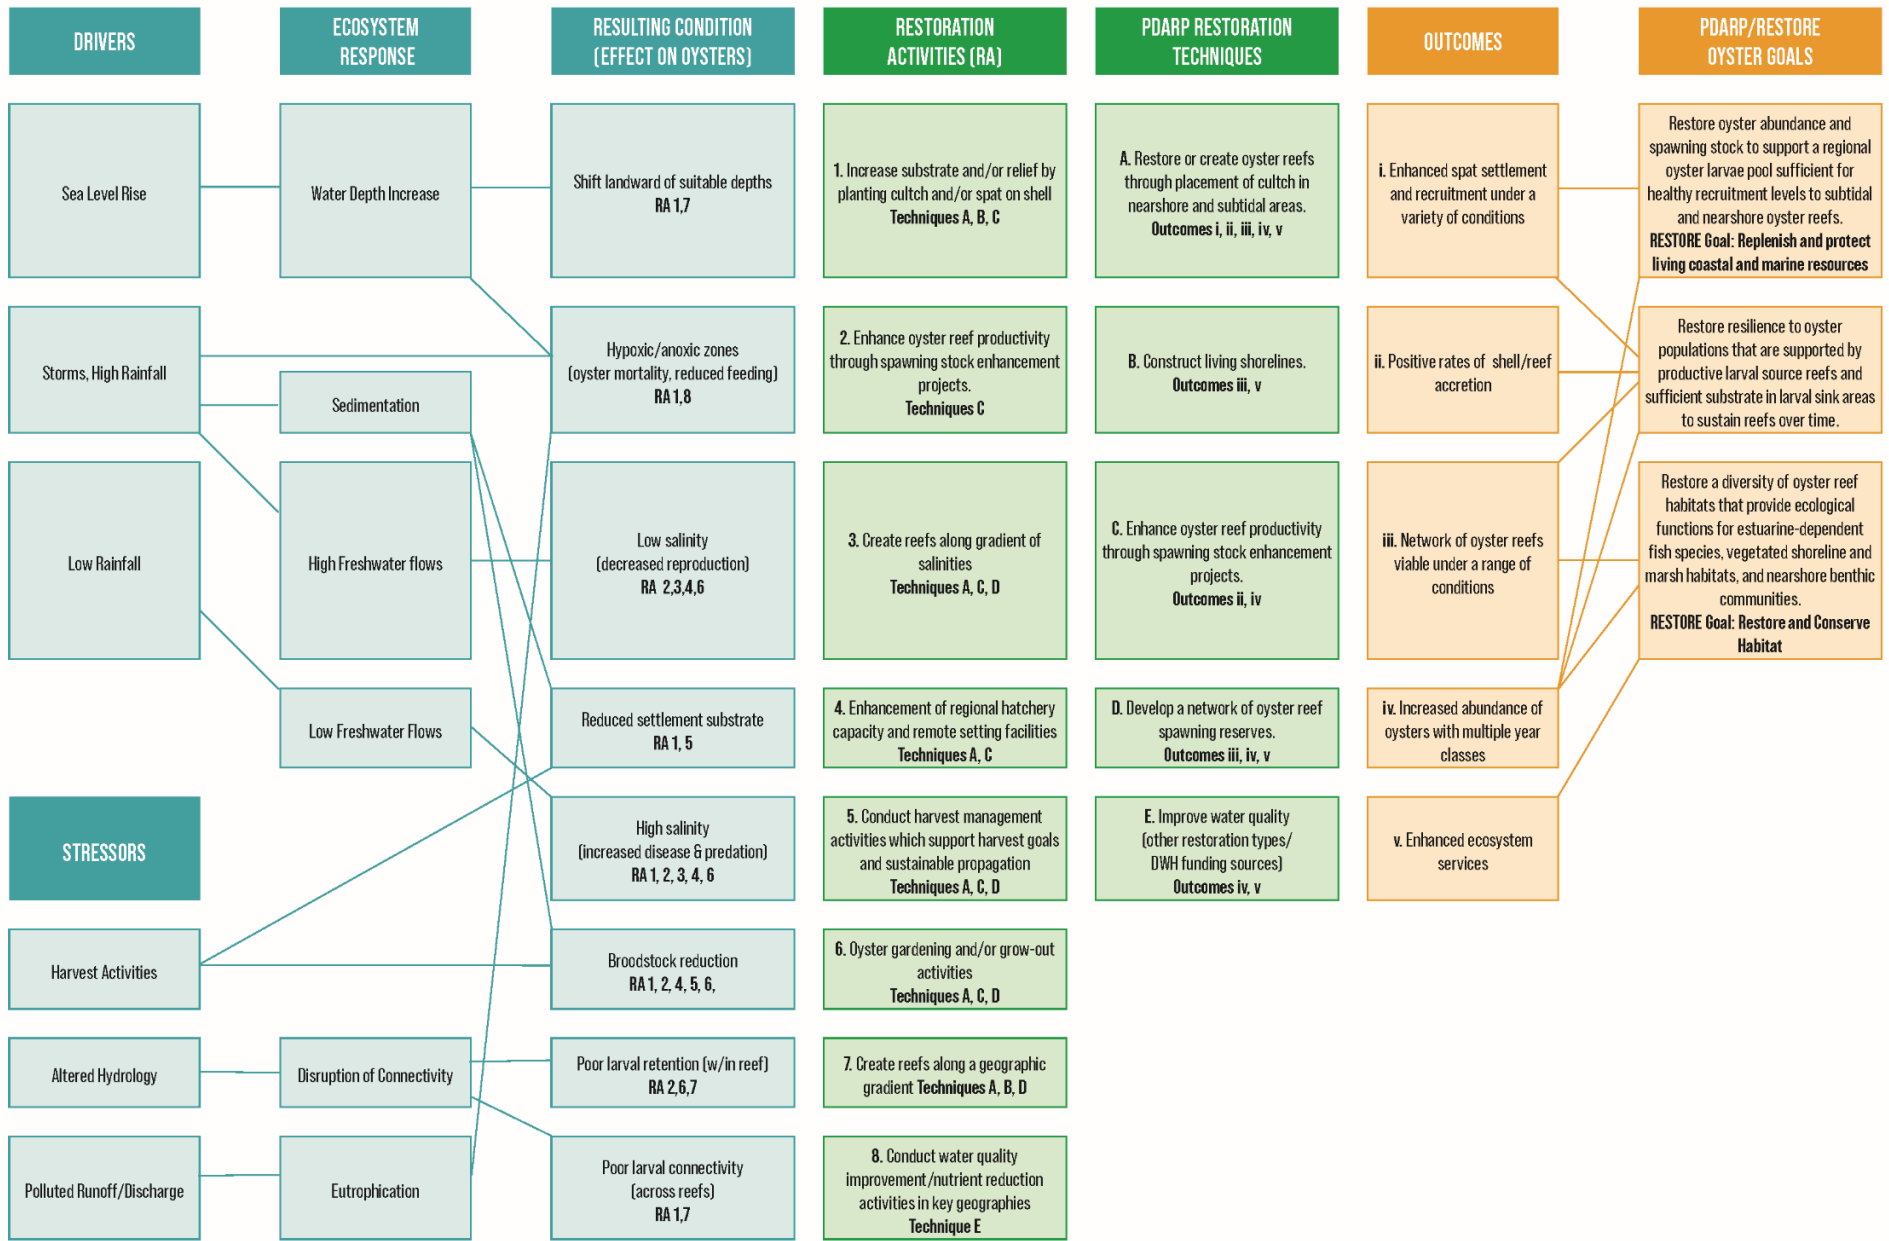 DRIVERS
ECOSYSTEM
RESPONSE
RESULTING CONDITION
(EFFECT ON OYSTERS)
RESTORATION
ACTIVITIES (RA)
PDARP RESTORATION
TECHNIQUES
OUTCOMES
PDARP/RESTORE
OYSTER GOALS
Sea Level Rise
Storms, High Rainfall
Low Rainfall
STRESSORS
Harvest Activities
Altered Hydrology
Polluted Runoff/Discharge
Water Depth Increase
Sedimentation
High Freshwater flows
Low Freshwater Flows
Disruption of Connectivity
Eutrophication
Shift landward of suitable depths
RA 1,7
Hypoxic/anoxic zones
(oyster mortality, reduced feeding)
RA 1,8
Low salinity
(decreased reproduction)
RA 2,3,4,6
Reduced settlement substrate
RA 1, 5
High salinity
(increased disease & predation)
RA 1, 2, 3, 4, 6
Broodstock reduction
RA 1, 2, 4, 5, 6,
Poor larval retention (w/in reef)
RA 2,6,7
Poor larval connectivity
(across reefs)
RA 1,7
1. Increase substrate and/or relief by
planting cultch and/or spat on shell
Techniques A, B, C
2. Enhance oyster reef productivity
through spawning stock enhancement
projects.
Techniques C
3. Create reefs along gradient of
salinities
Techniques A, C, D
4. Enhancement of regional hatchery
capacity and remote setting facilities
Techniques A, C
5. Conduct harvest management
activities which support harvest goals
and sustainable propagation
Techniques A, C, D
6. Oyster gardening and/or grow-out
activities
Techniques A, C, D
7. Create reefs along a geographic
gradient Techniques A, B, D
8. Conduct water quality
improvement/nutrient reduction
activities in key geographies
Technique E
A. Restore or create oyster reefs
through placement of cultch in
nearshore and subtidal areas.
Outcomes i, ii, iii, iv, v
B. Construct living shorelines.
Outcomes iii, v
C. Enhance oyster reef productivity
through spawning stock enhancement
projects.
Outcomes ii, iv
D. Develop a network of oyster reef
spawning reserves.
Outcomes iii, iv, v
E. Improve water quality
(other restoration types/
DWH funding sources)
Outcomes iv, v
i. Enhanced spat settlement
and recruitment under a
variety of conditions
ii. Positive rates of shell/reef
accretion
iii. Network of oyster reefs
viable under a range of
conditions
iv. Increased abundance of
oysters with multiple year
classes
v. Enhanced ecosystem
services
Restore oyster abundance and
spawning stock to support a regional
oyster larvae pool sufficient for
healthy recruitment levels to subtidal
and nearshore oyster reefs.
RESTORE Goal: Replenish and protect
living coastal and marine resources
Restore resilience to oyster
populations that are supported by
productive larval source reefs and
sufficient substrate in larval sink areas
to sustain reefs over time.
Restore a diversity of oyster reef
habitats that provide ecological
functions for estuarine-dependent
fish species, vegetated shoreline and
marsh habitats, and nearshore benthic
communities.
RESTORE Goal: Restore and Conserve
Habitat